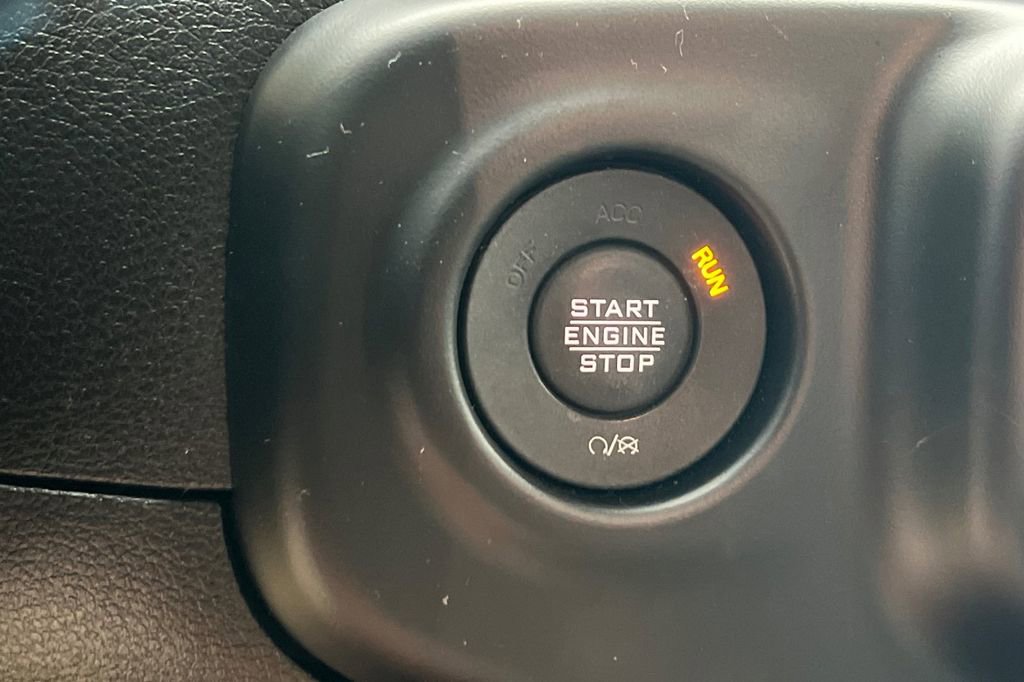 ACC
OFF
RUN
START
ENGINE
STOP